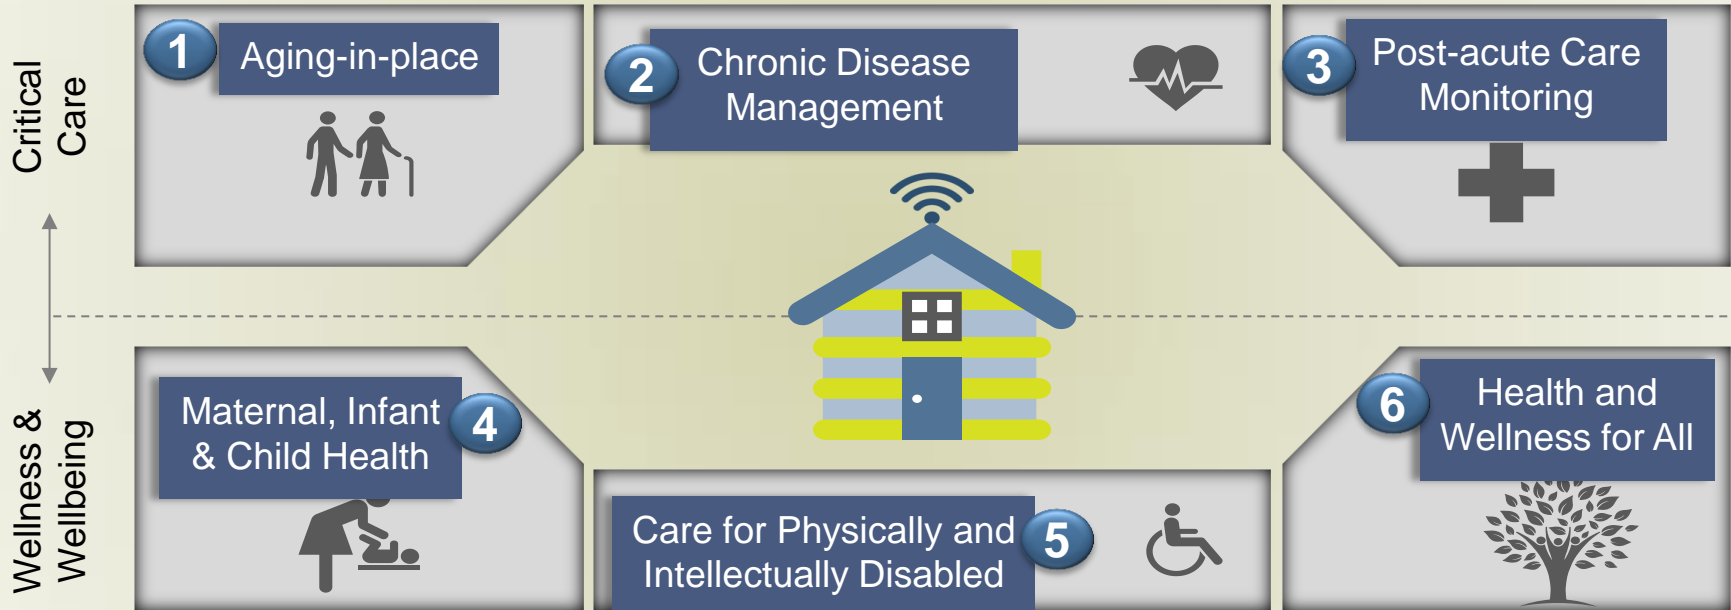 Critical
Care
1
Aging-in-place
2
Chronic Disease
Management
3
Post-acute Care
Monitoring
Wellness &
Wellbeing
Maternal, Infant
& Child Health
4
Care for Physically and
Intellectually Disabled
5
6
Health and
Wellness for All